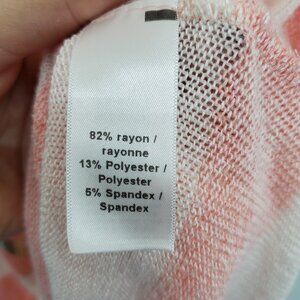 82% rayon /
rayonne
13% Polyester /
Polyester
5% Spandex /
Spandex